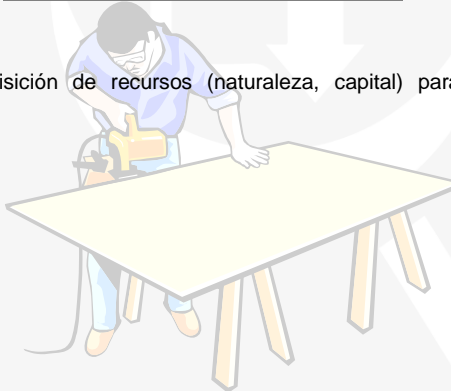 isición de recursos (naturaleza, capital) para